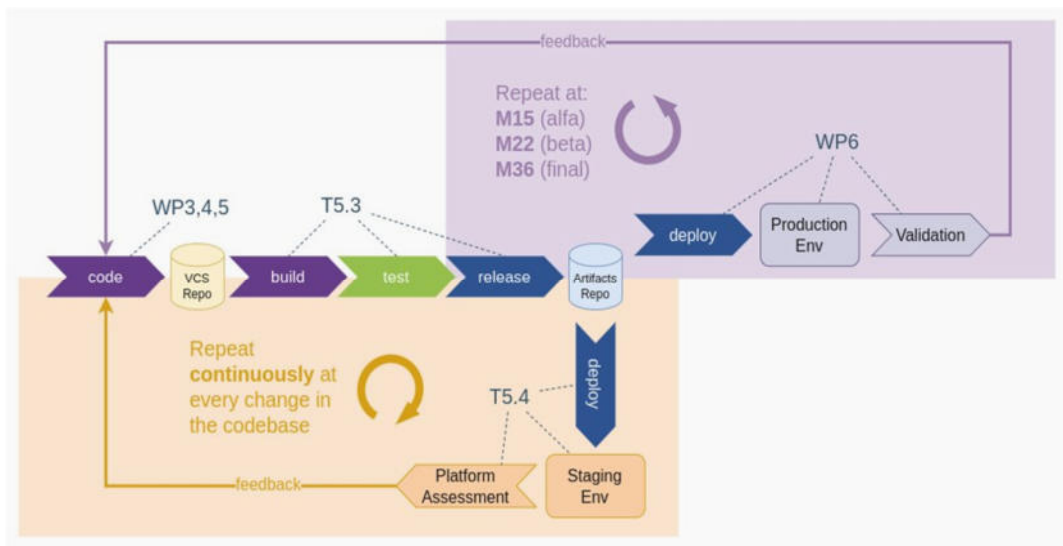 feedback
Repeat at:
M15 (alfa)
M22 (beta)
M36 (final)
WP6
WP3,4,5
T5.3
deploy
Production
Env
Validation
code
VCS
Repo
build
test
release
Artifacts
Repo
Repeat
continuously at
every change in
the codebase
deploy
T5.4
Platform
Assessment
Staging
Env
feedback